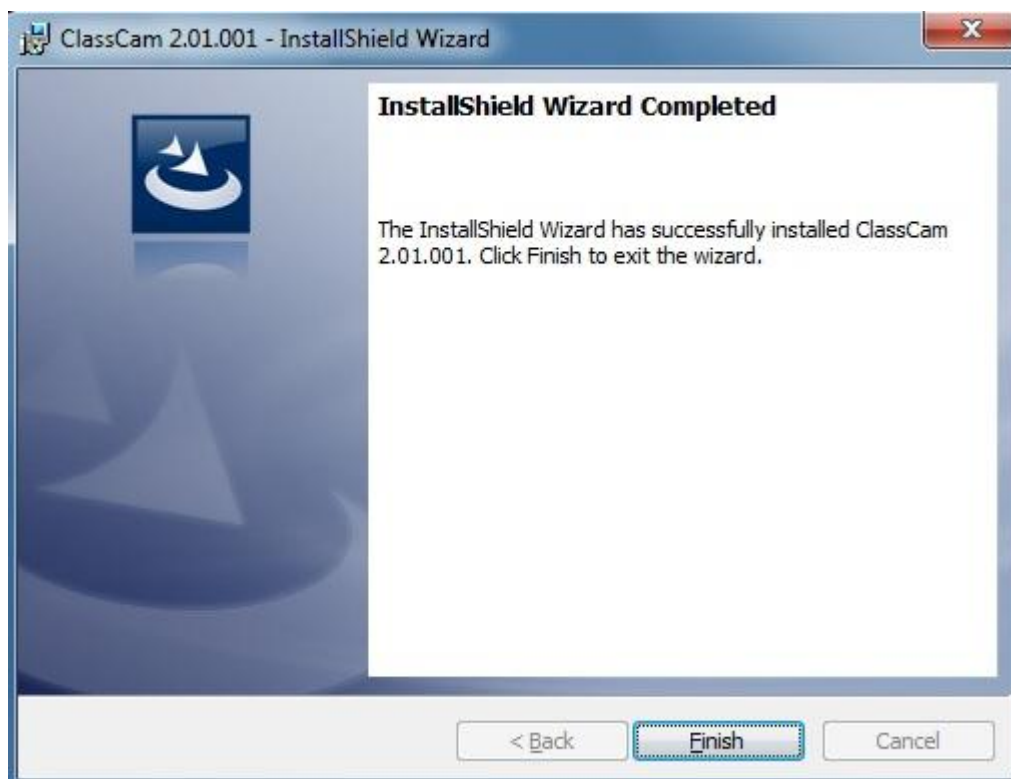 ClassCam 2.01.001 - InstallShield Wizard
InstallShield Wizard Completed
The InstallShield Wizard has successfully installed ClassCam
2.01.001. Click Finish to exit the wizard.
< Back
Finish
Cancel